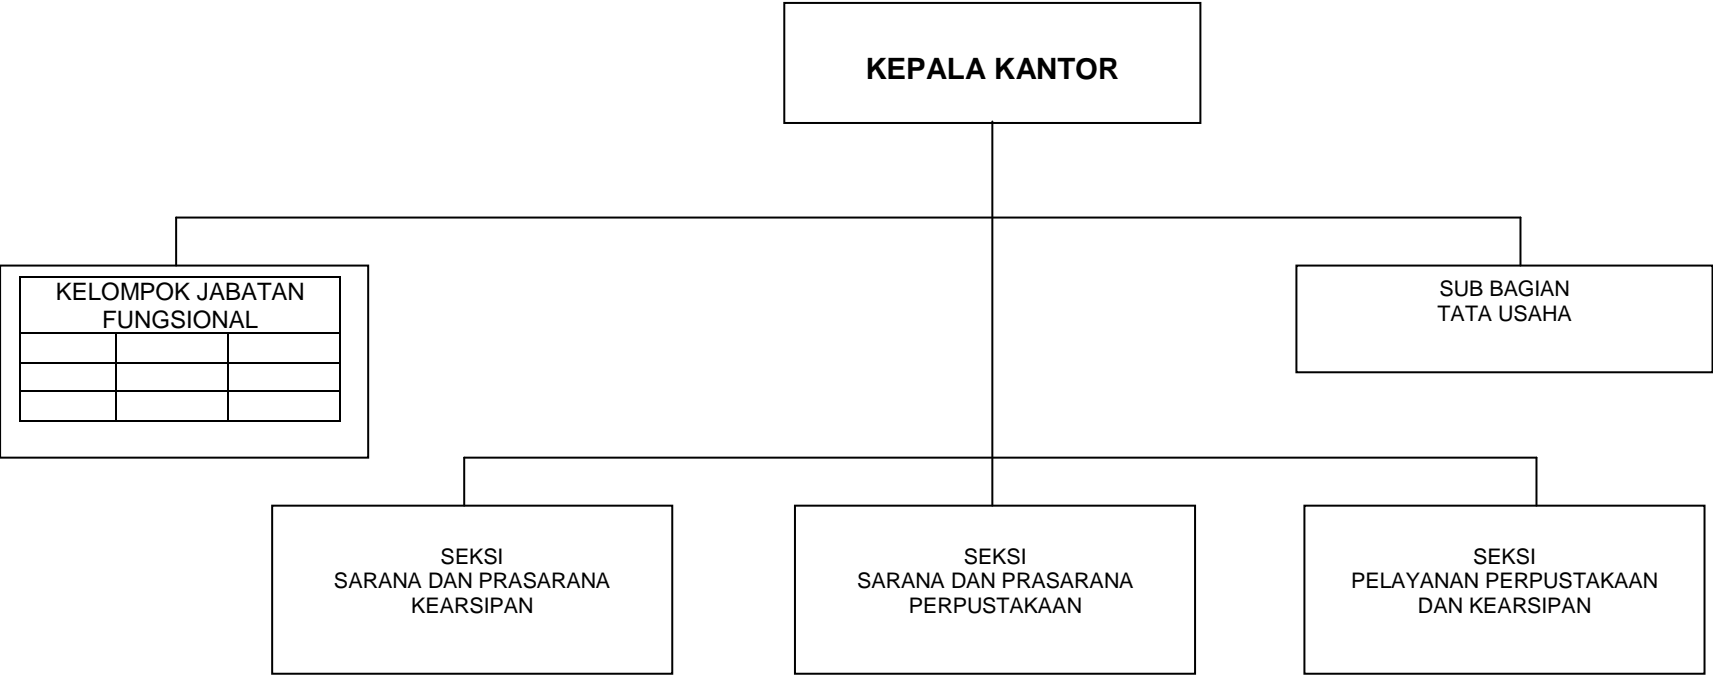 KEPALA KANTOR
KELOMPOK JABATAN
FUNGSIONAL
SUB BAGIAN
TATA USAHA
SEKSI
SARANA DAN PRASARANA
KEARSIPAN
SEKSI
SARANA DAN PRASARANA
PERPUSTAKAAN
SEKSI
PELAYANAN PERPUSTAKAAN
DAN KEARSIPAN